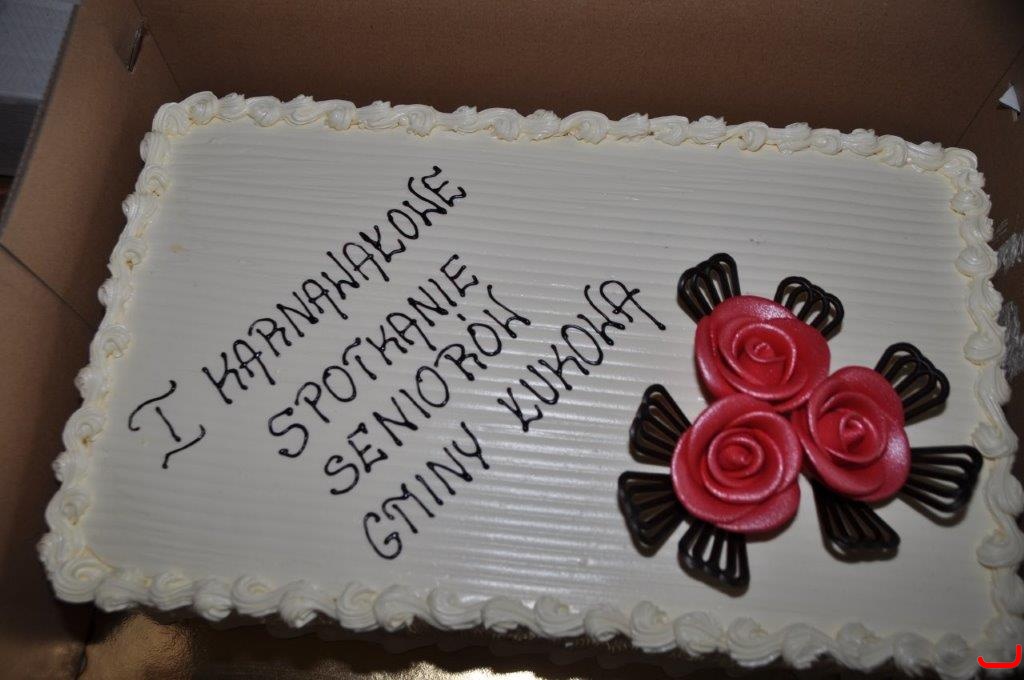 I KARNAWAŁOWE
SPOTKANIE
SENIORÓW
GMINY ŁUKOWA